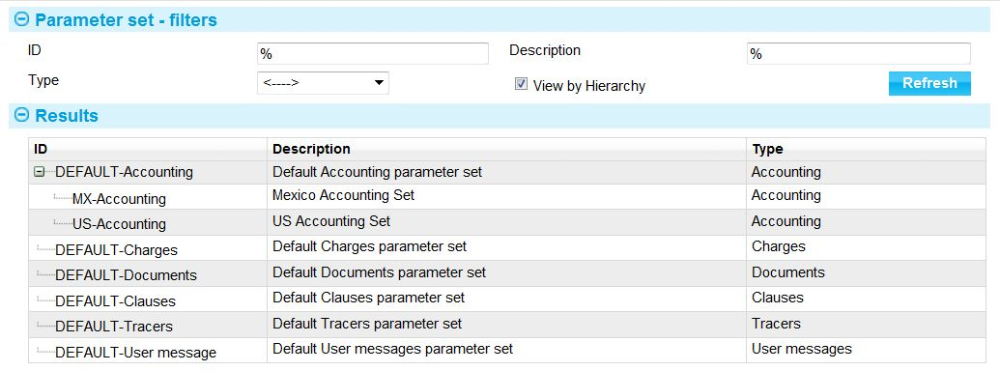 Parameter set - filters
ID % Description %
Type <----> View by Hierarchy Refresh
Results
ID Description Type
DEFAULT-Accounting Default Accounting parameter set Accounting
MX-Accounting Mexico Accounting Set Accounting
US-Accounting US Accounting Set Accounting
DEFAULT-Charges Default Charges parameter set Charges
DEFAULT-Documents Default Documents parameter set Documents
DEFAULT-Clauses Default Clauses parameter set Clauses
DEFAULT-Tracers Default Tracers parameter set Tracers
DEFAULT-User message Default User messages parameter set User messages